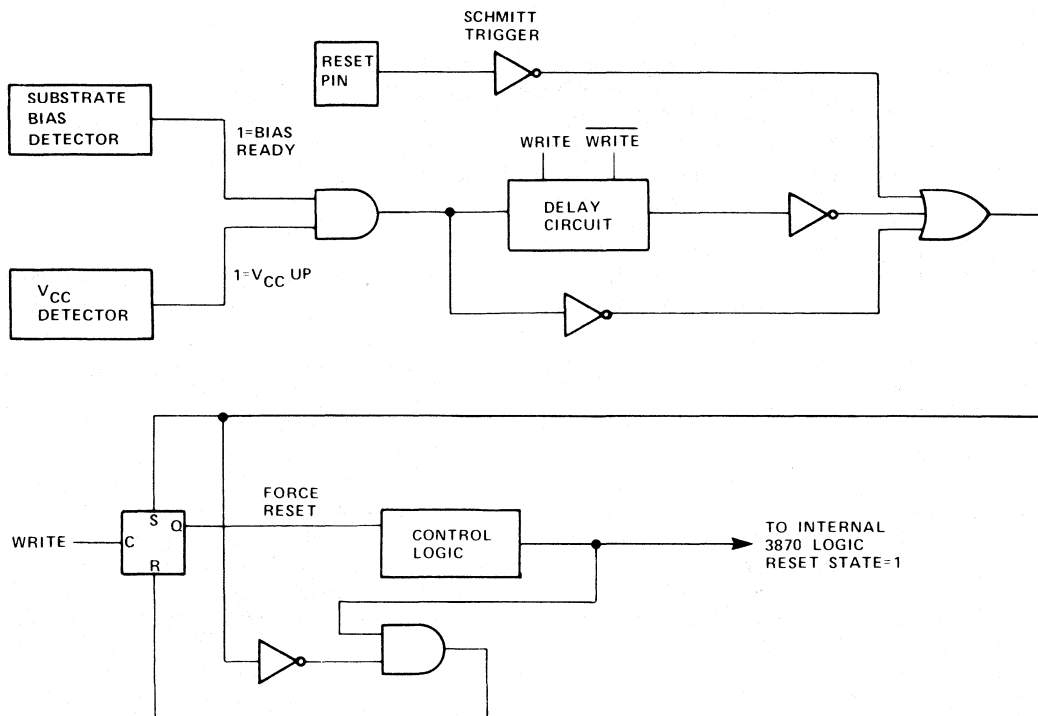 SCHMITT
TRIGGER
RESET
PIN
SUBSTRATE
BIAS
DETECTOR
1=BIAS
READY
WRITE
WRITE
DELAY
CIRCUIT
1=VCC UP
VCC
DETECTOR
FORCE
RESET
S
Q
WRITE
C
R
CONTROL
LOGIC
TO INTERNAL
3870 LOGIC
RESET STATE=1